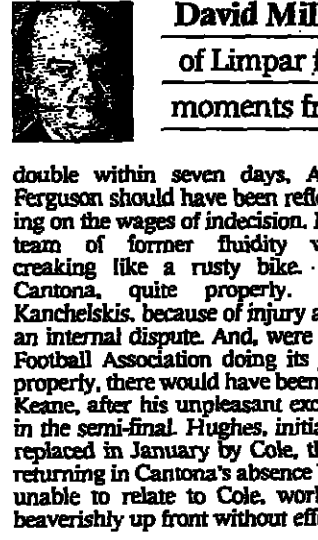 David Mil
of Limpar
moments fr
double within seven days, A
Ferguson should have been refle
ing on the wages of indecision.
team of former fluidity
creaking like a rusty bike.
Cantona, quite properly.
Kanchelskis, because of injury a
an internal dispute. And, were
Football Association doing its
properly, there would have been
Keane, after his unpleasant exc
in the semi-final. Hughes, initia
replaced in January by Cole, th
returning in Cantona's absence
unable to relate to Cole, work
beaverishly up front without eff